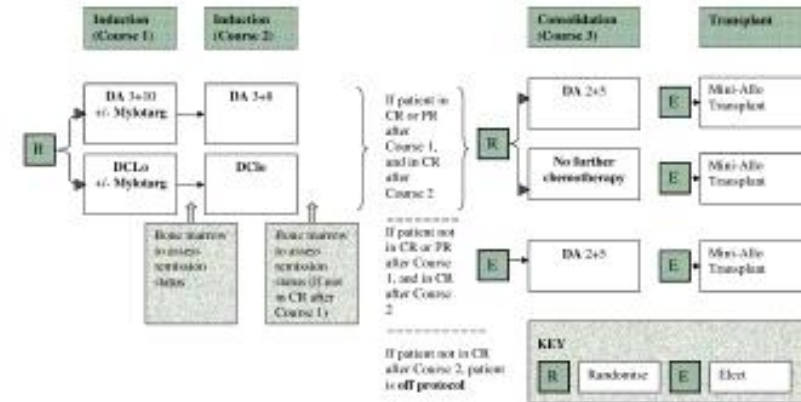 Induction
(Course 1)
Induction
(Course 2)
Consolidation
(Course 3)
Transplant
R
DA 3+10
+/- Mylotarg
DA 3+8
DCLo
+/- Mylotarg
DClo
Bone marrow
to assess
remission
status
Bone marrow
to assess
remission
status (if not
in CR after
Course 1)
If patient in
CR or PR
after
Course 1,
and in CR
after
Course 2
If patient not
in CR or PR
after Course
1, and in CR
after Course
2
If patient not in CR
after Course 2, patient
is off protocol
R
DA 2+5
E
Mini-Allo
Transplant
No further
chemotherapy
E
Mini-Allo
Transplant
E
DA 2+5
E
Mini-Allo
Transplant
KEY
R
Randomise
E
Elect